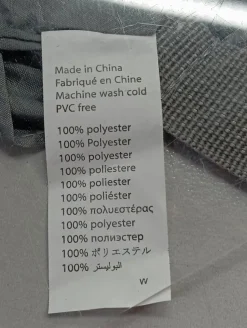 Made in China
Fabriqué en Chine
Machine wash cold
PVC free
100% polyester
100% Polyester
100% polyester
100% poliestere
100% poliester
100% poliéster
100% πολυεστέρας
100% polyester
100% полиэстер
100% ポリエステル
100% البوليستر
W